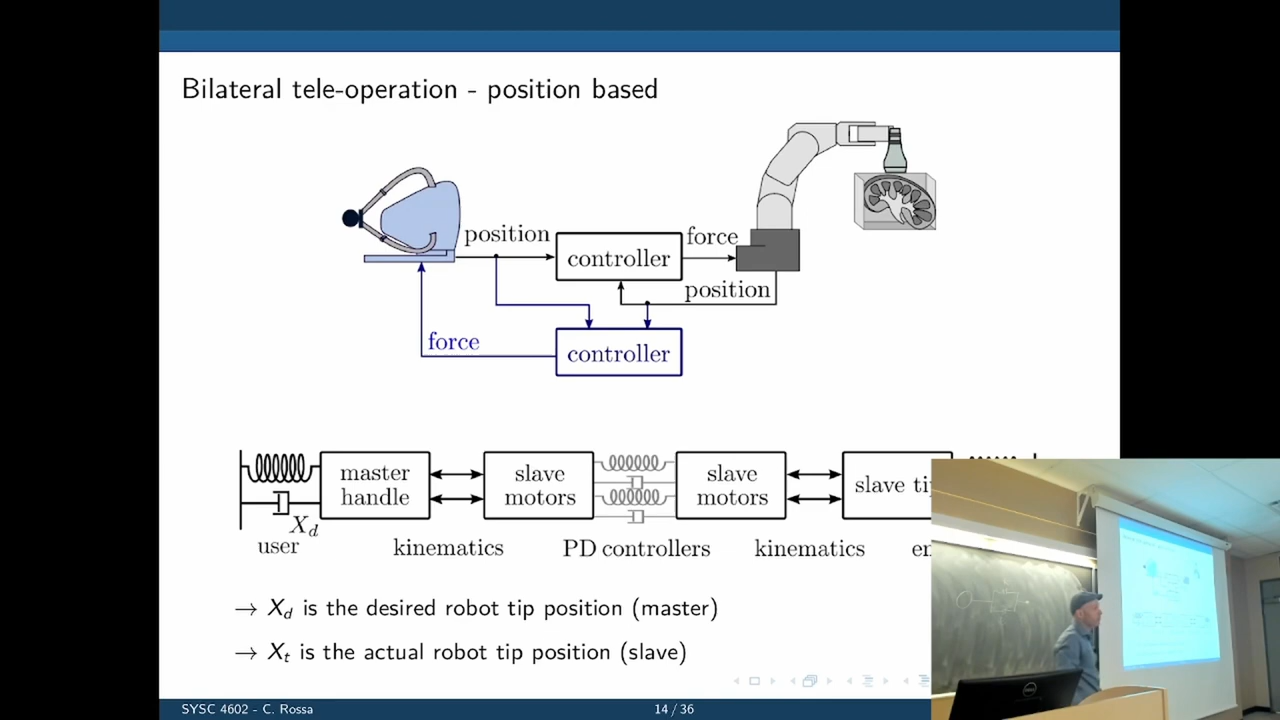 Bilateral tele-operation - position based
position
controller
force
position
force
controller
master
handle
slave
motors
slave
motors
slave
X_d
user
kinematics
PD controllers
kinematics
→ X_d is the desired robot tip position (master)
→ X_t is the actual robot tip position (slave)
SYSC 4602 - C. Rossa
14 / 36
DELL